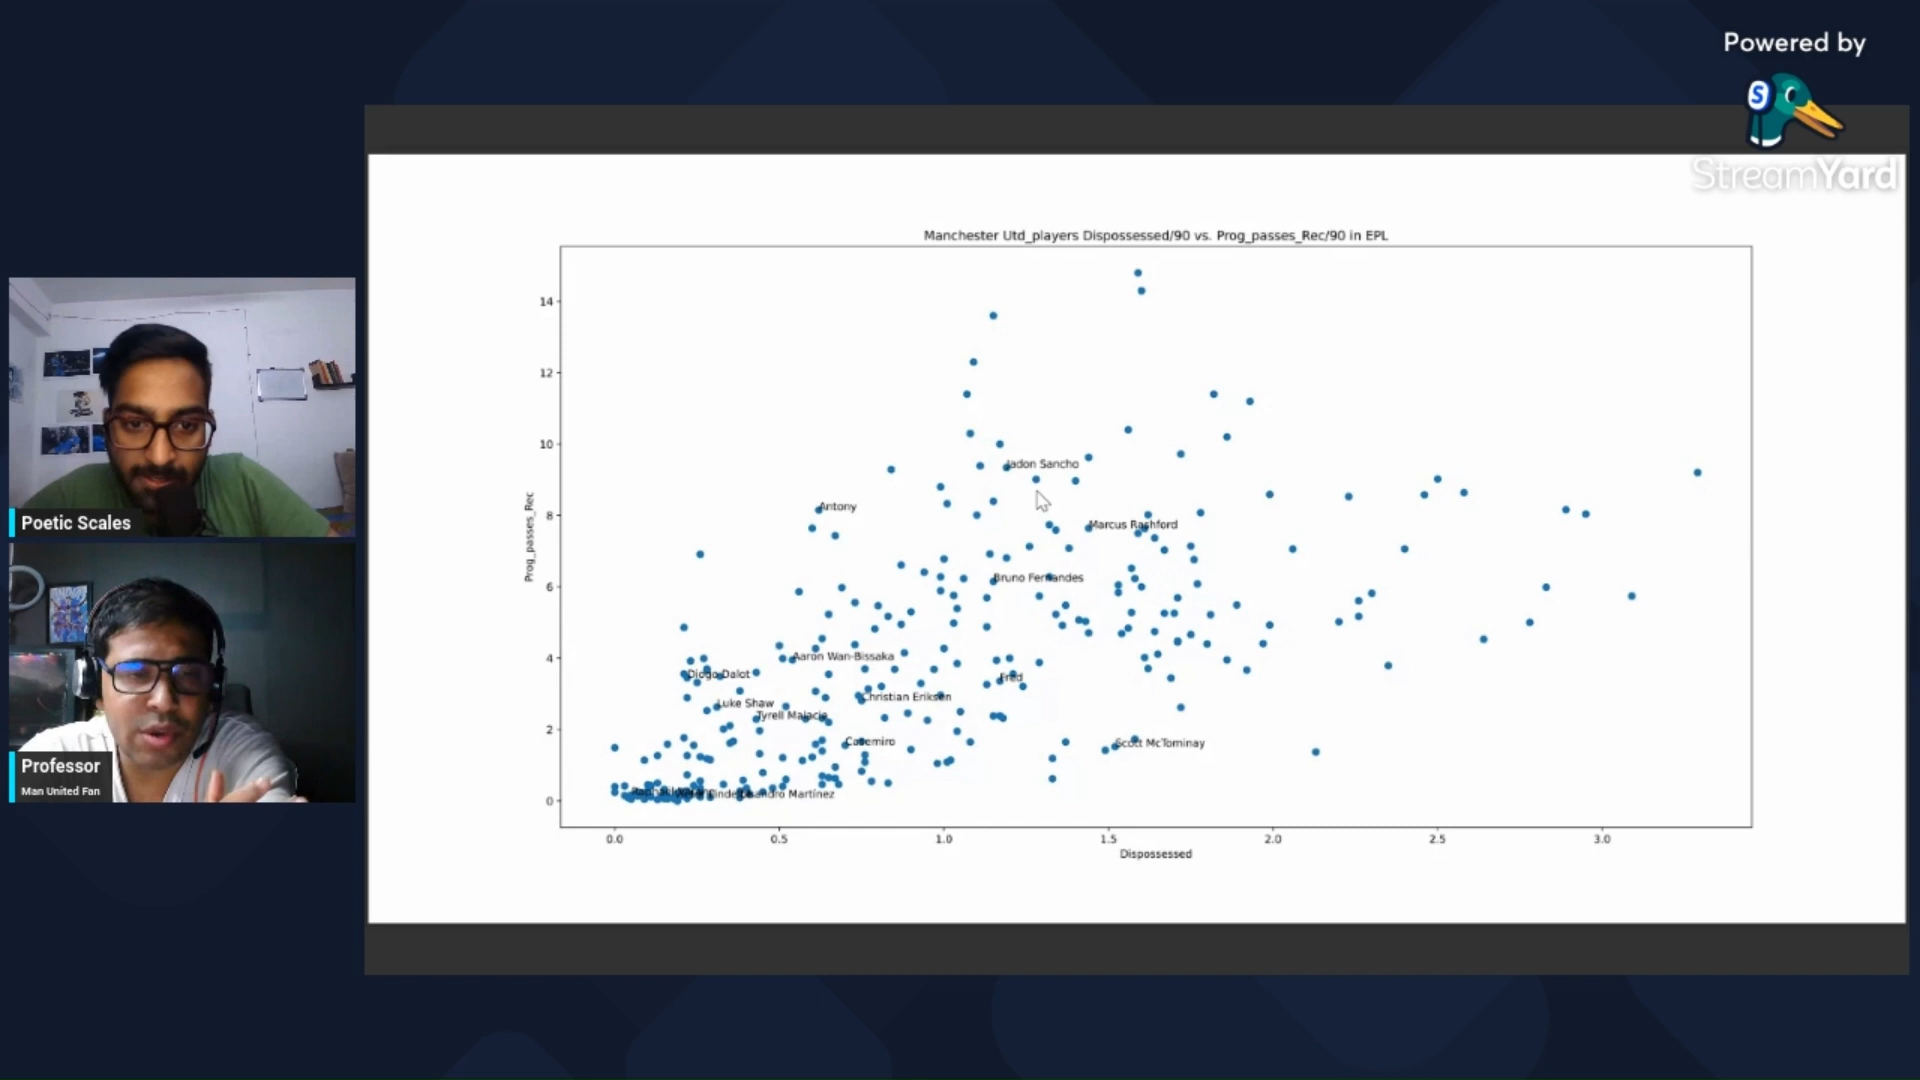 Powered by
S
StreamYard
Manchester Utd_players Dispossessed/90 vs. Prog_passes_Rec/90 in EPL
14
12
10
8
6
4
2
0
Prog_passes_Rec
Jadon Sancho
Antony
Marcus Rashford
Bruno Fernandes
Aaron Wan-Bissaka
Diogo Dalot
Fred
Christian Eriksen
Luke Shaw
Tyrell Malacia
Casemiro
Scott McTominay
Martínez
0.0 0.5 1.0 1.5 2.0 2.5 3.0
Dispossessed
Poetic Scales
Professor
Man United Fan